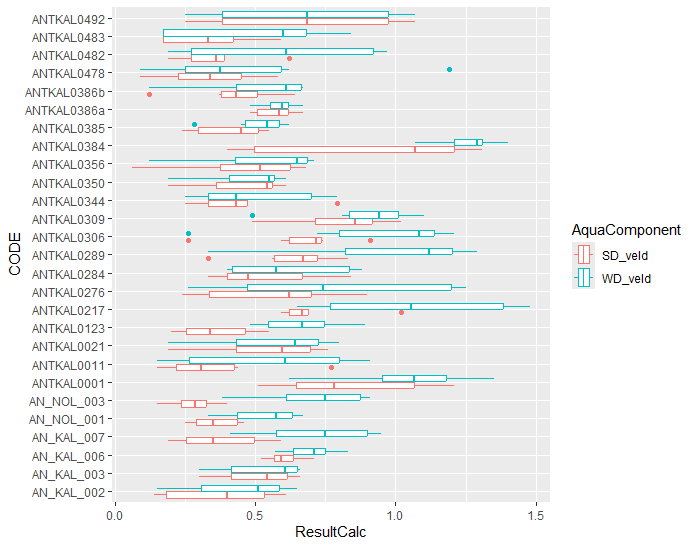 ANTKAL0492
ANTKAL0483
ANTKAL0482
ANTKAL0478
ANTKAL0386b
ANTKAL0386a
ANTKAL0385
ANTKAL0384
ANTKAL0356
ANTKAL0350
ANTKAL0344
ANTKAL0309
ANTKAL0306
ANTKAL0289
ANTKAL0284
ANTKAL0276
ANTKAL0217
ANTKAL0123
ANTKAL0021
ANTKAL0011
ANTKAL0001
AN_NOL_003
AN_NOL_001
AN_KAL_007
AN_KAL_006
AN_KAL_003
AN_KAL_002
CODE
0.0 0.5 1.0 1.5
ResultCalc
AquaComponent
SD_veld
WD_veld